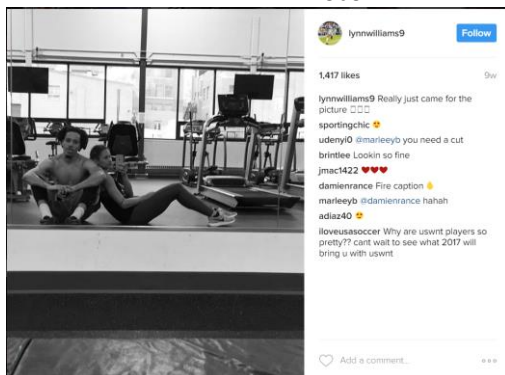 lynnwilliams9
Follow
1,417 likes
9w
lynnwilliams9 Really just came for the
picture
sportingchic 😍
udenyi0 @marleeyb you need a cut
brintlee Lookin so fine
jmac1422 ❤❤❤
damienrance Fire caption 🔥
marleeyb @damienrance hahah
adiaz40 😍
iloveusasoccer Why are uswnt players so
pretty?? cant wait to see what 2017 will
bring u with uswnt
Add a comment...